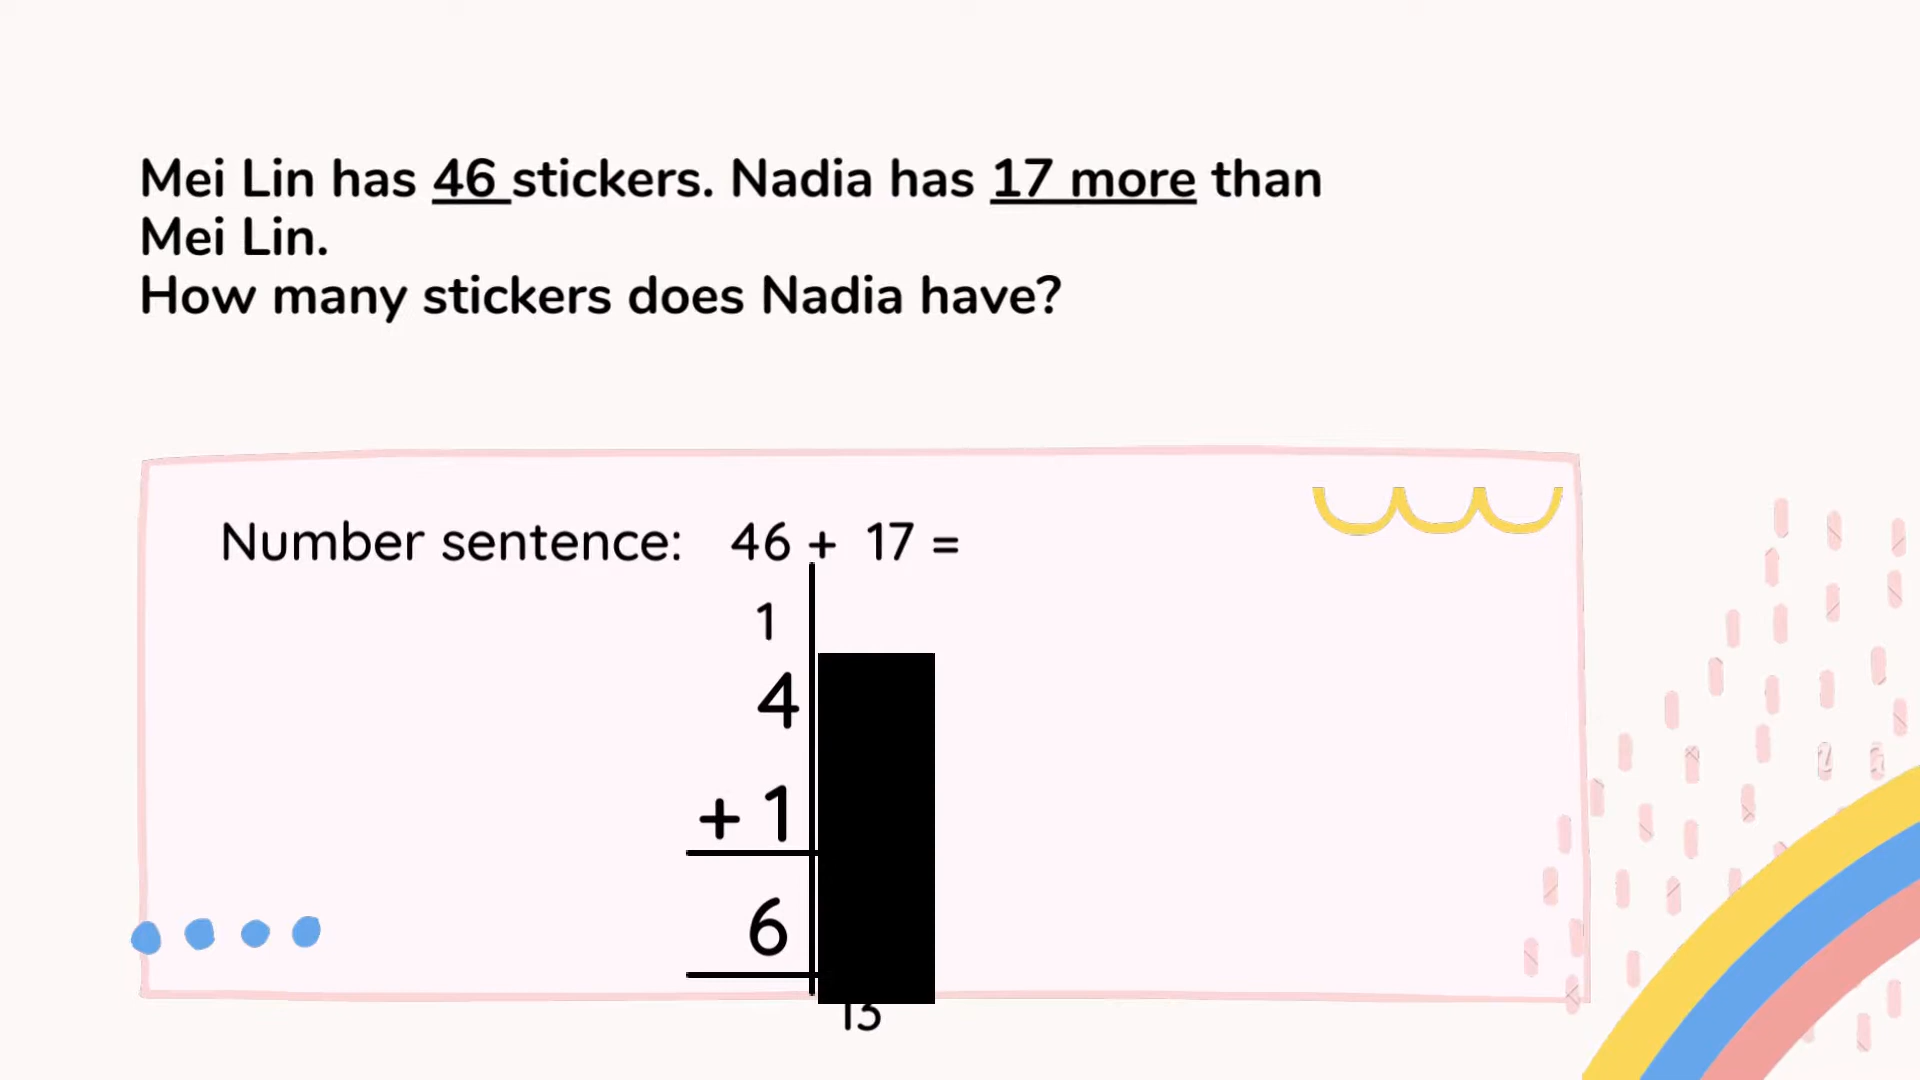 Mei Lin has 46 stickers. Nadia has 17 more than
Mei Lin.
How many stickers does Nadia have?
Number sentence: 46 + 17 =
1
4
+ 1
6
13